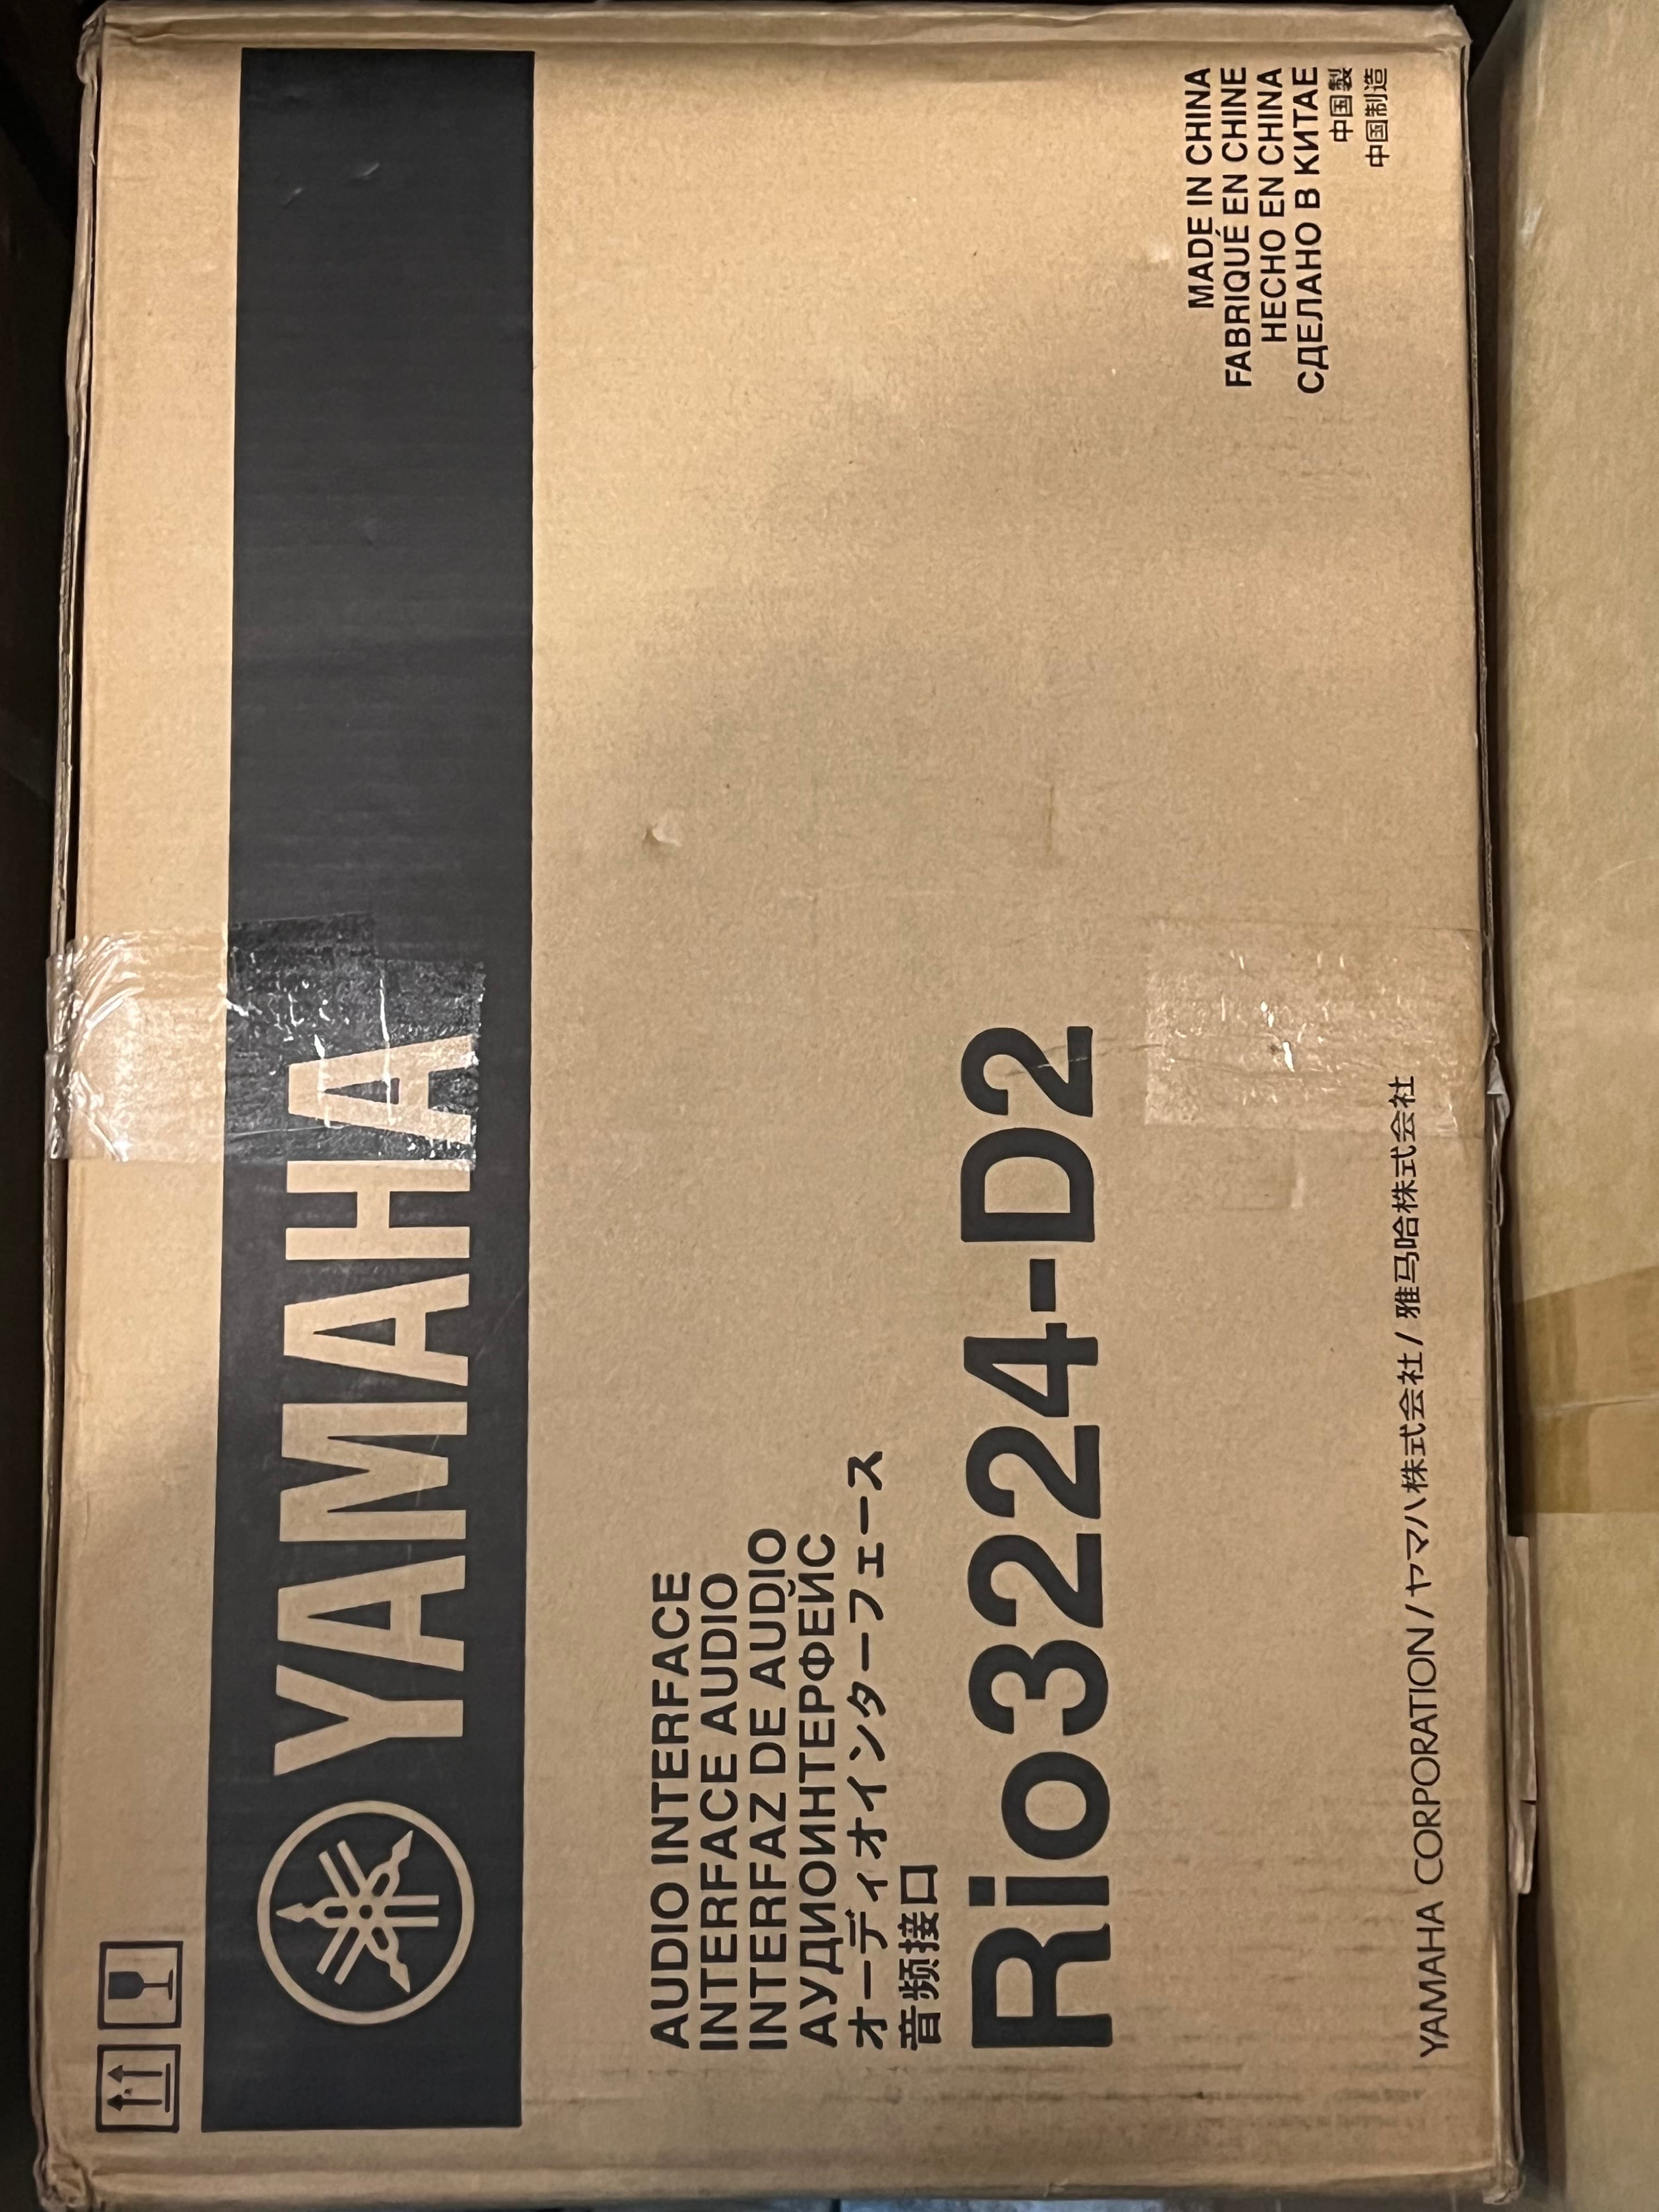 YAMAHA
AUDIO INTERFACE
INTERFACE AUDIO
INTERFAZ DE AUDIO
АУДИОИНТЕРФЕЙС
オーディオインターフェース
音频接口
Rio3224-D2
MADE IN CHINA
FABRIQUÉ EN CHINE
HECHO EN CHINA
СДЕЛАНО В КИТАЕ
中国製
中国制造
YAMAHA CORPORATION / ヤマハ株式会社 / 雅马哈株式会社